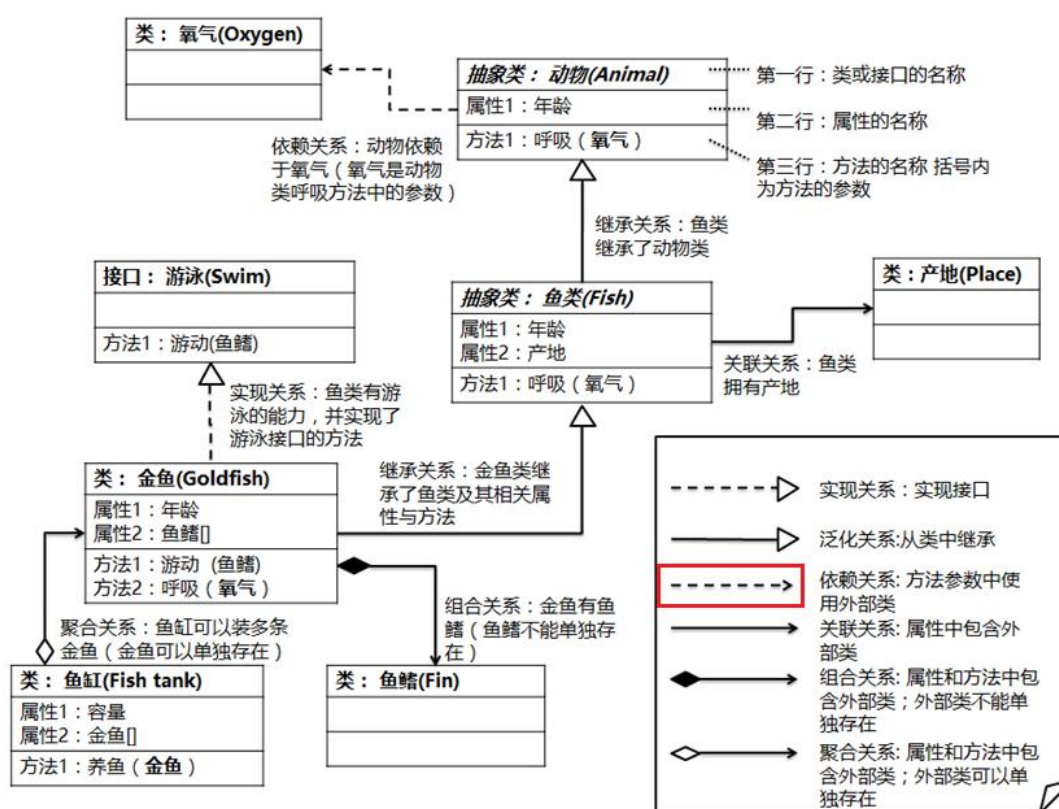 类：氧气(Oxygen)
抽象类：动物(Animal)
属性1：年龄
方法1：呼吸（氧气）
第一行：类或接口的名称
第二行：属性的名称
第三行：方法的名称 括号内
为方法的参数
依赖关系：动物依赖
于氧气（氧气是动物
类呼吸方法中的参数）
继承关系：鱼类
继承了动物类
接口：游泳(Swim)
方法1：游动(鱼鳍)
抽象类：鱼类(Fish)
属性1：年龄
属性2：产地
方法1：呼吸（氧气）
类：产地(Place)
关联关系：鱼类
拥有产地
实现关系：鱼类有游
泳的能力，并实现了
游泳接口的方法
类：金鱼(Goldfish)
属性1：年龄
属性2：鱼鳍[]
方法1：游动 (鱼鳍)
方法2：呼吸（氧气）
继承关系：金鱼类继
承了鱼类及其相关属
性与方法
聚合关系：鱼缸可以装多条
金鱼（金鱼可以单独存在）
组合关系：金鱼有鱼
鳍（鱼鳍不能单独存
在）
类：鱼缸(Fish tank)
属性1：容量
属性2：金鱼[]
方法1：养鱼（金鱼）
类：鱼鳍(Fin)
实现关系：实现接口
泛化关系:从类中继承
依赖关系: 方法参数中使
用外部类
关联关系: 属性中包含外
部类
组合关系: 属性和方法中包
含外部类；外部类不能单
独存在
聚合关系: 属性和方法中包
含外部类；外部类可以单
独存在